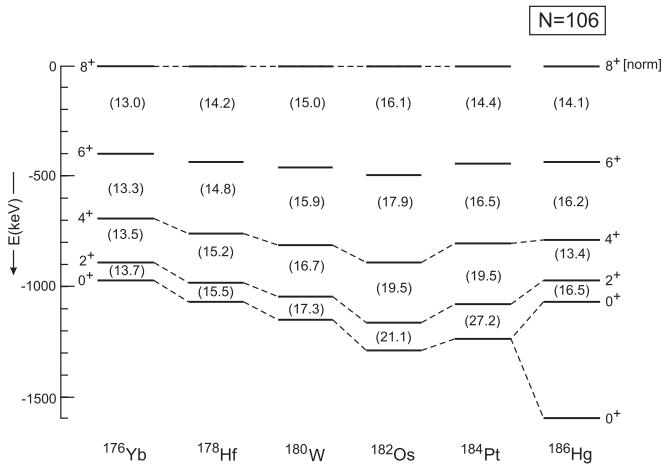 N=106
0 8⁺ 8⁺ [norm]
(13.0) (14.2) (15.0) (16.1) (14.4) (14.1)
6⁺ 6⁺
-500
(13.3) (14.8) (15.9) (17.9) (16.5) (16.2)
E(keV)
4⁺ 4⁺
(13.5) (15.2) (16.7) (19.5) (19.5) (13.4)
2⁺ 2⁺
(13.7) (15.5) (17.3) (21.1) (27.2) (16.5)
0⁺ 0⁺
-1000
-1500
0⁺
¹⁷⁶Yb ¹⁷⁸Hf ¹⁸⁰W ¹⁸²Os ¹⁸⁴Pt ¹⁸⁶Hg